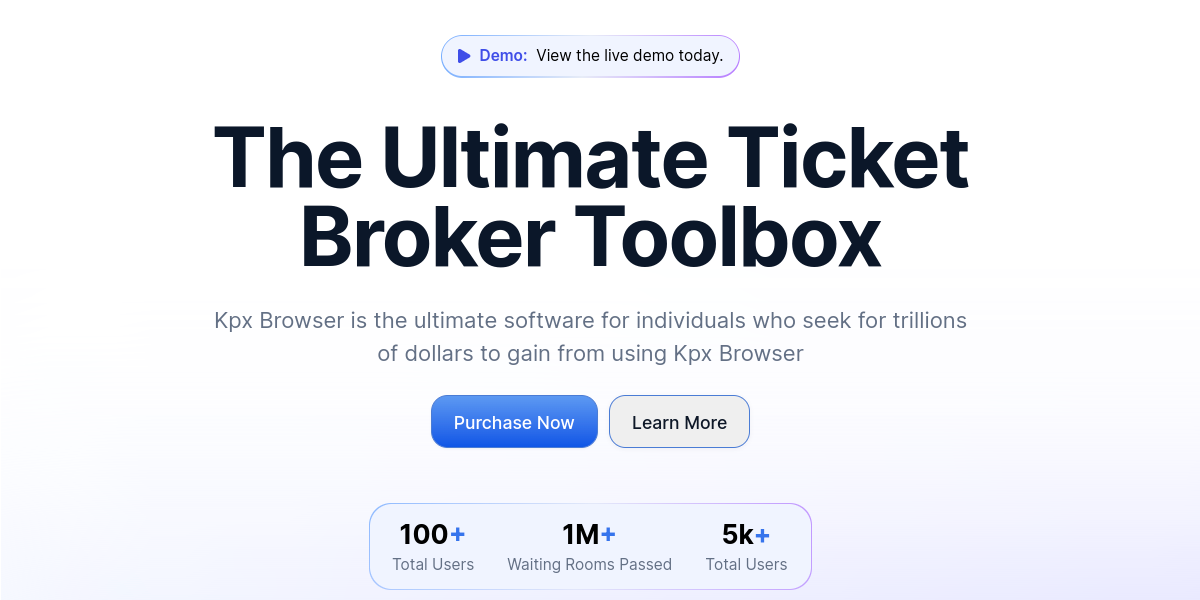 Demo: View the live demo today.
The Ultimate Ticket
Broker Toolbox
Kpx Browser is the ultimate software for individuals who seek for trillions
of dollars to gain from using Kpx Browser
Purchase Now Learn More
100+ 1M+ 5k+
Total Users Waiting Rooms Passed Total Users